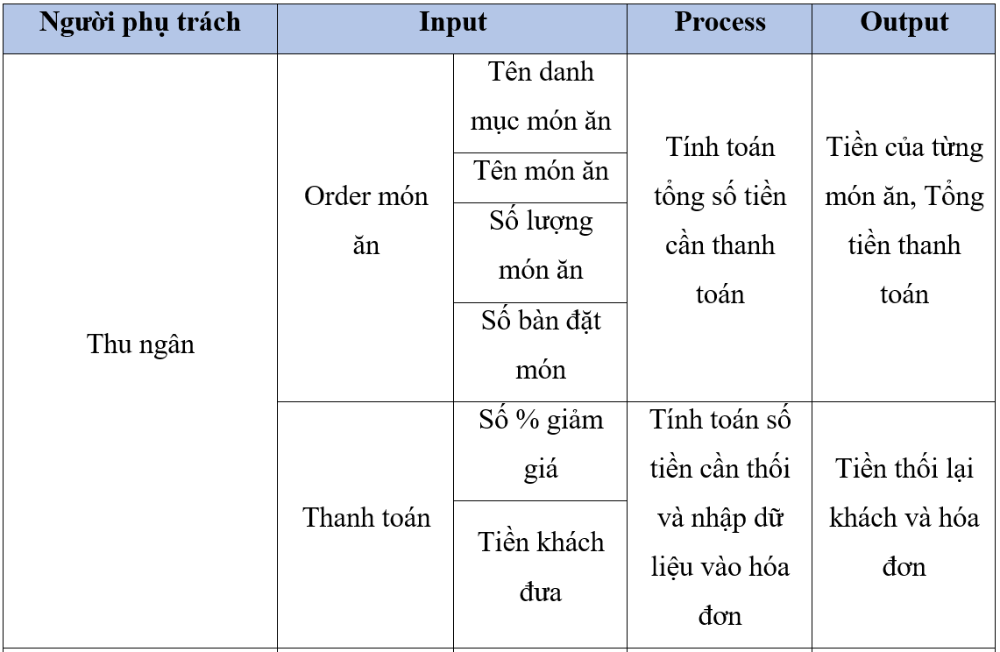 Người phụ trách
Input
Process
Output
Thu ngân
Order món
ăn
Tên danh
mục món ăn
Tên món ăn
Số lượng
món ăn
Số bàn đặt
món
Tính toán
tổng số tiền
cần thanh
toán
Tiền của từng
món ăn, Tổng
tiền thanh
toán
Thanh toán
Số % giảm
giá
Tiền khách
đưa
Tính toán số
tiền cần thối
và nhập dữ
liệu vào hóa
đơn
Tiền thối lại
khách và hóa
đơn